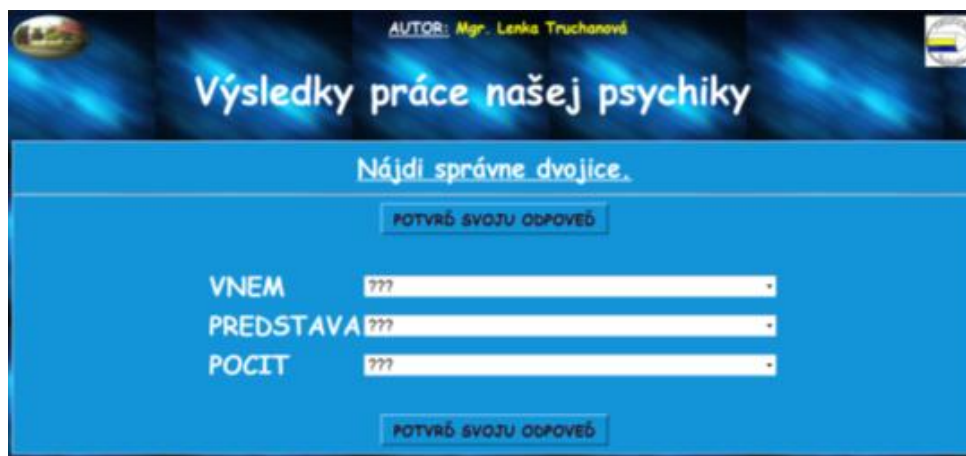 AUTOR: Mgr. Lenka Truchanová
Výsledky práce našej psychiky
Nájdi správne dvojice.
POTVRĎ SVOJU ODPOVEĎ
VNEM ???
PREDSTAVA ???
POCIT ???
POTVRĎ SVOJU ODPOVEĎ